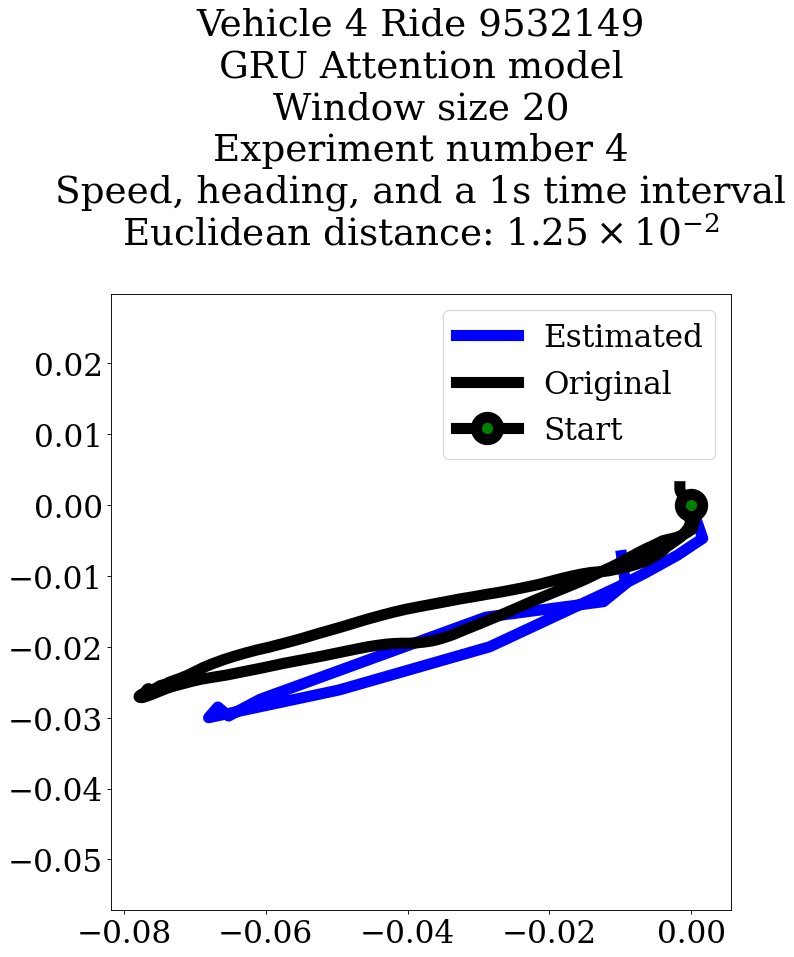 Vehicle 4 Ride 9532149
GRU Attention model
Window size 20
Experiment number 4
Speed, heading, and a 1s time interval
Euclidean distance: 1.25 × 10⁻²
Estimated
Original
Start
0.02
0.01
0.00
−0.01
−0.02
−0.03
−0.04
−0.05
−0.08 −0.06 −0.04 −0.02 0.00